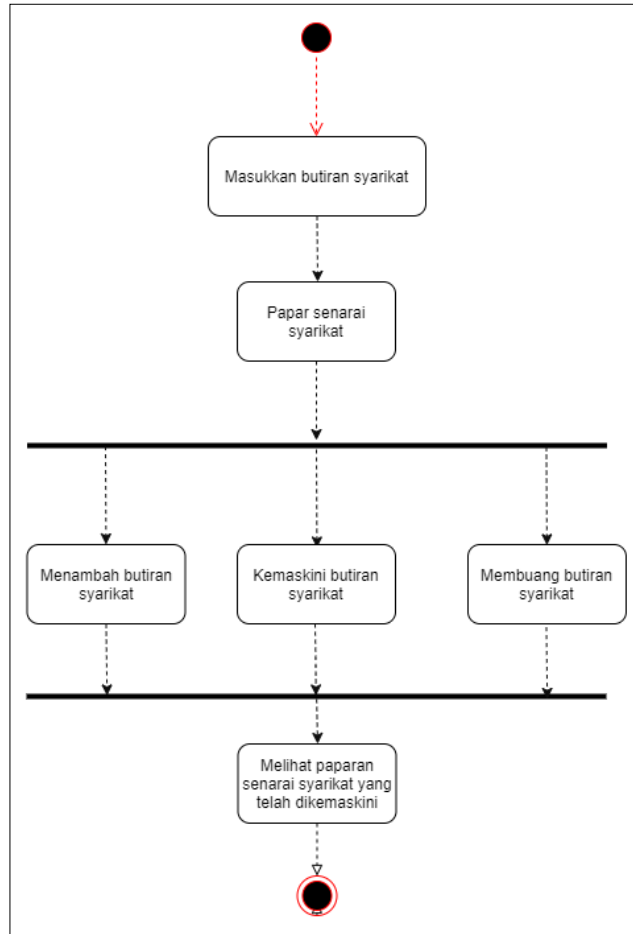 Masukkan butiran syarikat
Papar senarai
syarikat
Menambah butiran
syarikat
Kemaskini butiran
syarikat
Membuang butiran
syarikat
Melihat paparan
senarai syarikat yang
telah dikemaskini